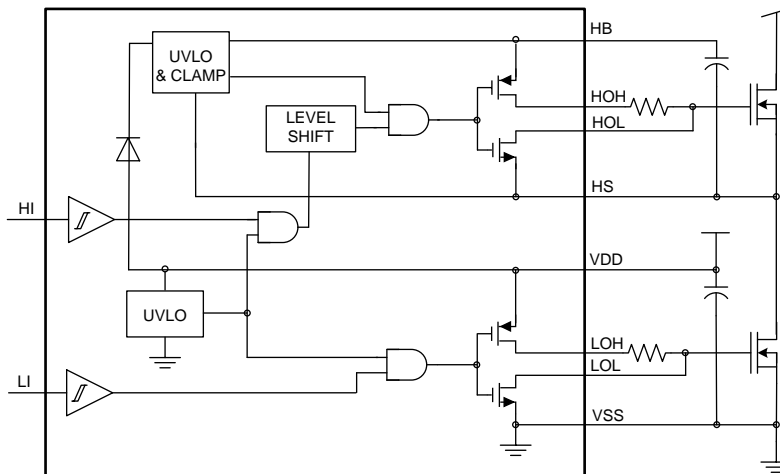 HB
UVLO
& CLAMP
HOH
LEVEL
SHIFT
HOL
HS
HI
VDD
UVLO
LOH
LOL
LI
VSS